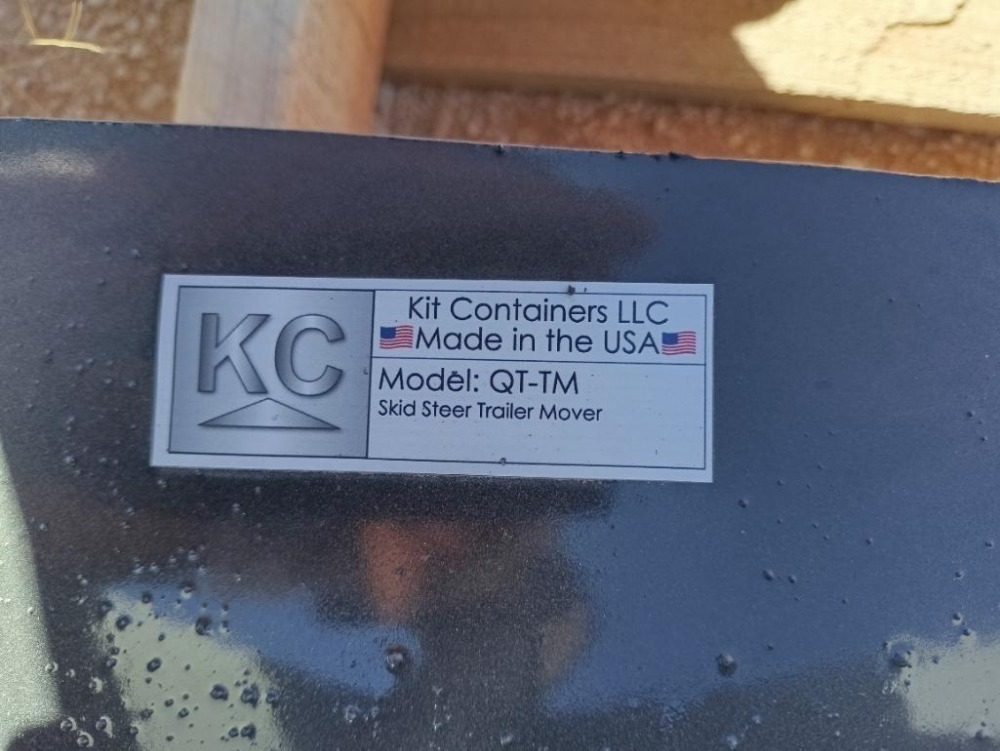 KC
Kit Containers LLC
Made in the USA
Model: QT-TM
Skid Steer Trailer Mover